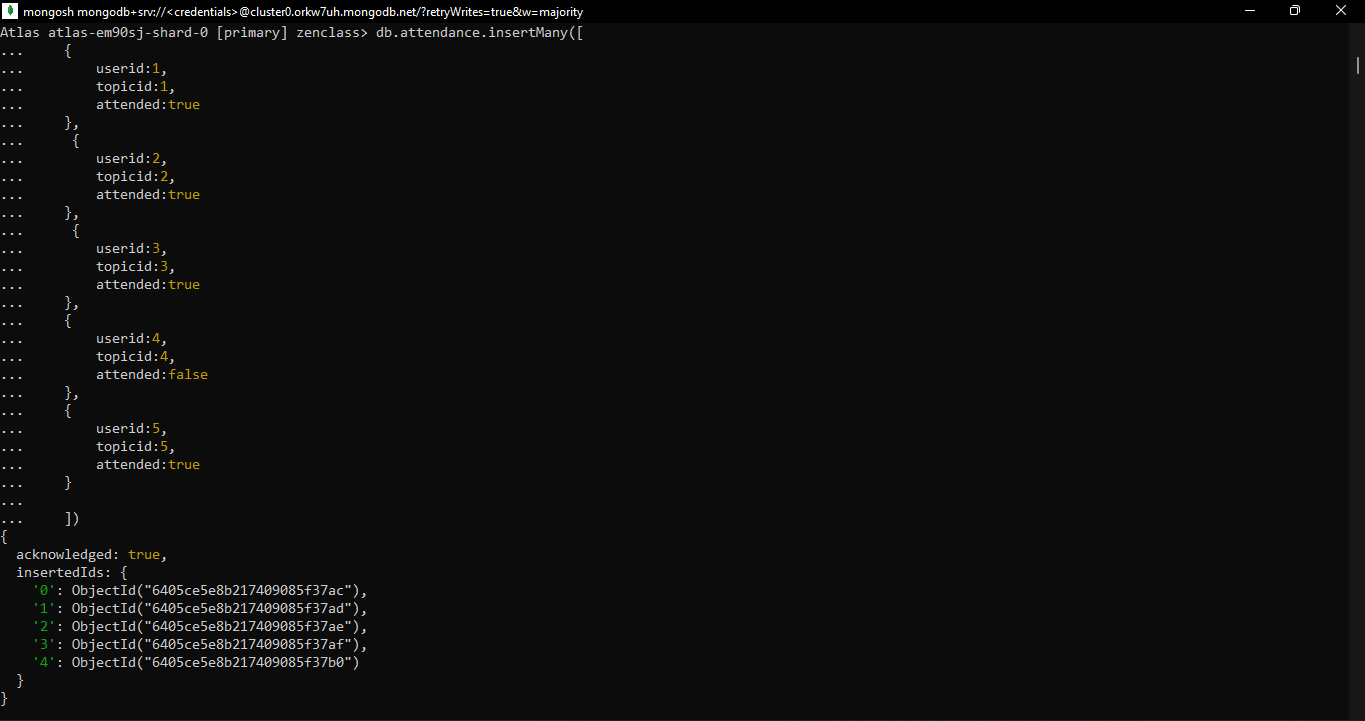 mongosh mongodb+srv://<credentials>@cluster0.orkw7uh.mongodb.net/?retryWrites=true&w=majority
Atlas atlas-em90sj-shard-0 [primary] zenclass> db.attendance.insertMany([
...     {
...         userid:1,
...         topicid:1,
...         attended:true
...     },
...      {
...         userid:2,
...         topicid:2,
...         attended:true
...     },
...      {
...         userid:3,
...         topicid:3,
...         attended:true
...     },
...     {
...         userid:4,
...         topicid:4,
...         attended:false
...     },
...     {
...         userid:5,
...         topicid:5,
...         attended:true
...     }
...
...     ])
{
  acknowledged: true,
  insertedIds: {
    '0': ObjectId("6405ce5e8b217409085f37ac"),
    '1': ObjectId("6405ce5e8b217409085f37ad"),
    '2': ObjectId("6405ce5e8b217409085f37ae"),
    '3': ObjectId("6405ce5e8b217409085f37af"),
    '4': ObjectId("6405ce5e8b217409085f37b0")
  }
}